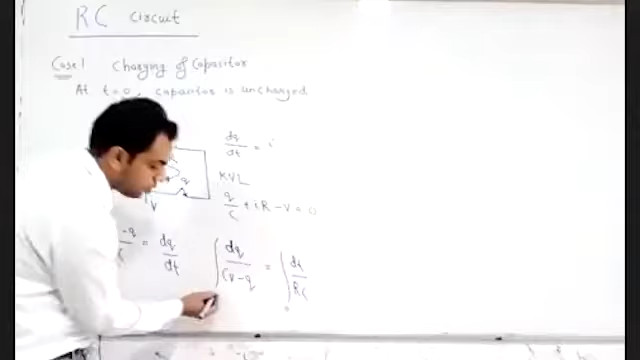 RC circuit
Case 1 Charging of Capacitor
At t=0, capacitor is uncharged.
dq/dt = i
KVL
q/C + iR - V = 0
-q/C = dq/dt
∫ dq/(CV-q) = ∫ dt/RC